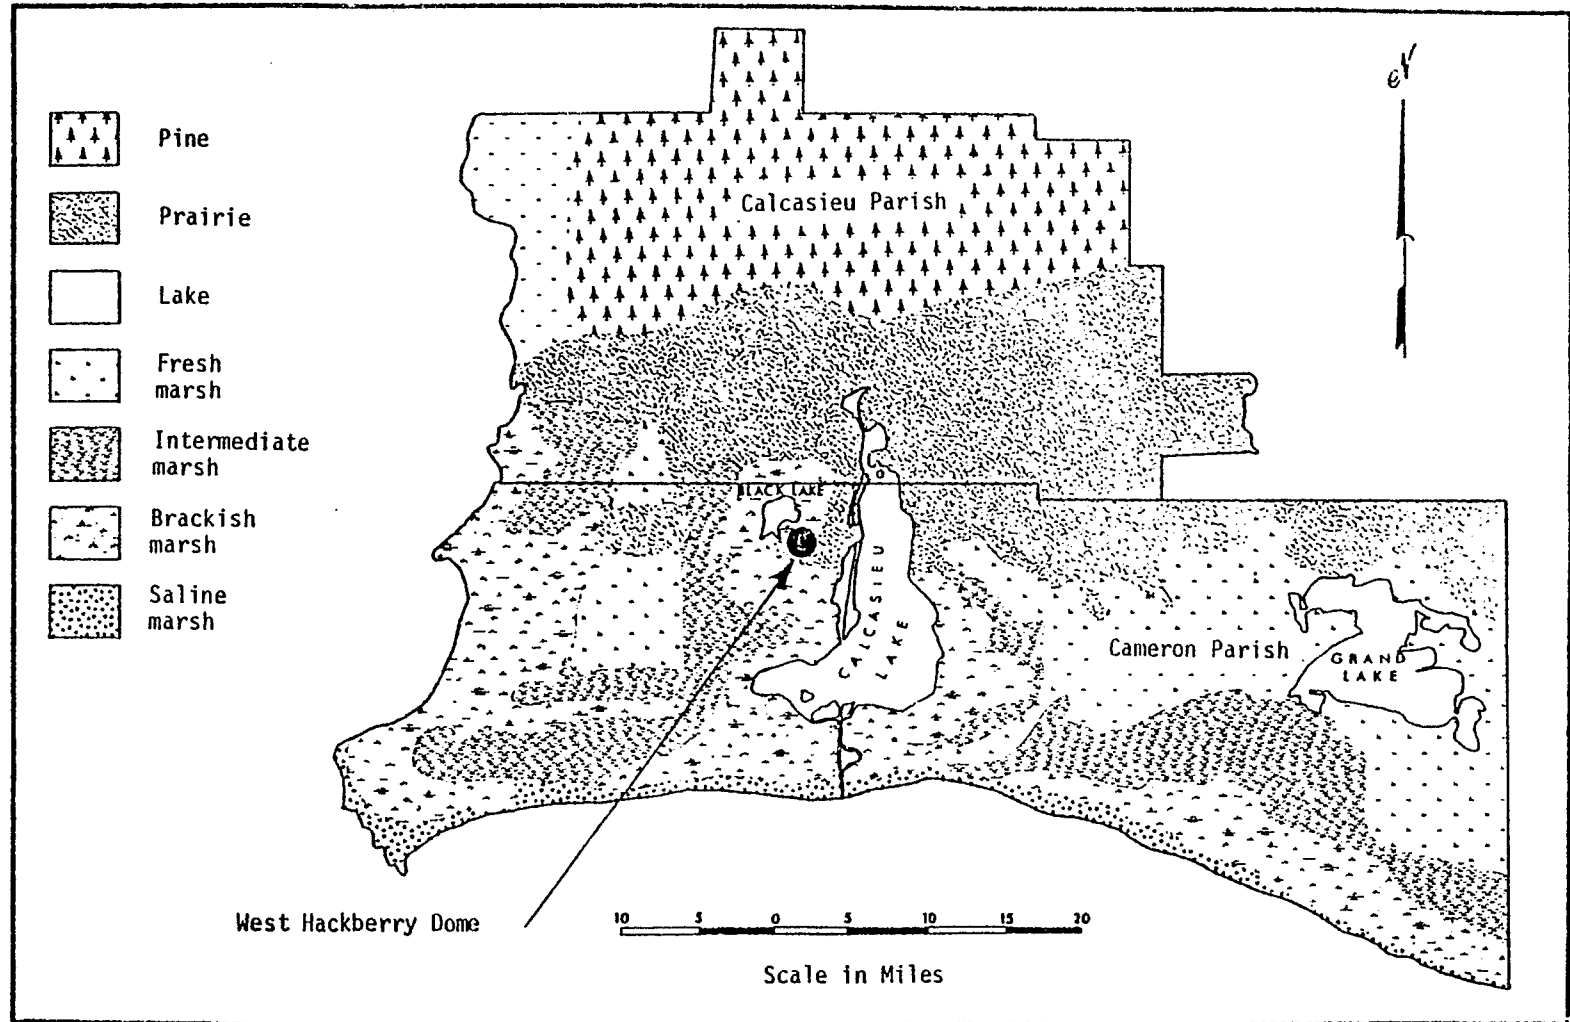 N
Pine
Prairie
Lake
Fresh
marsh
Intermediate
marsh
Brackish
marsh
Saline
marsh
Calcasieu Parish
BLACK LAKE
CALCASIEU
LAKE
Cameron Parish
GRAND
LAKE
West Hackberry Dome
10 5 0 5 10 15 20
Scale in Miles